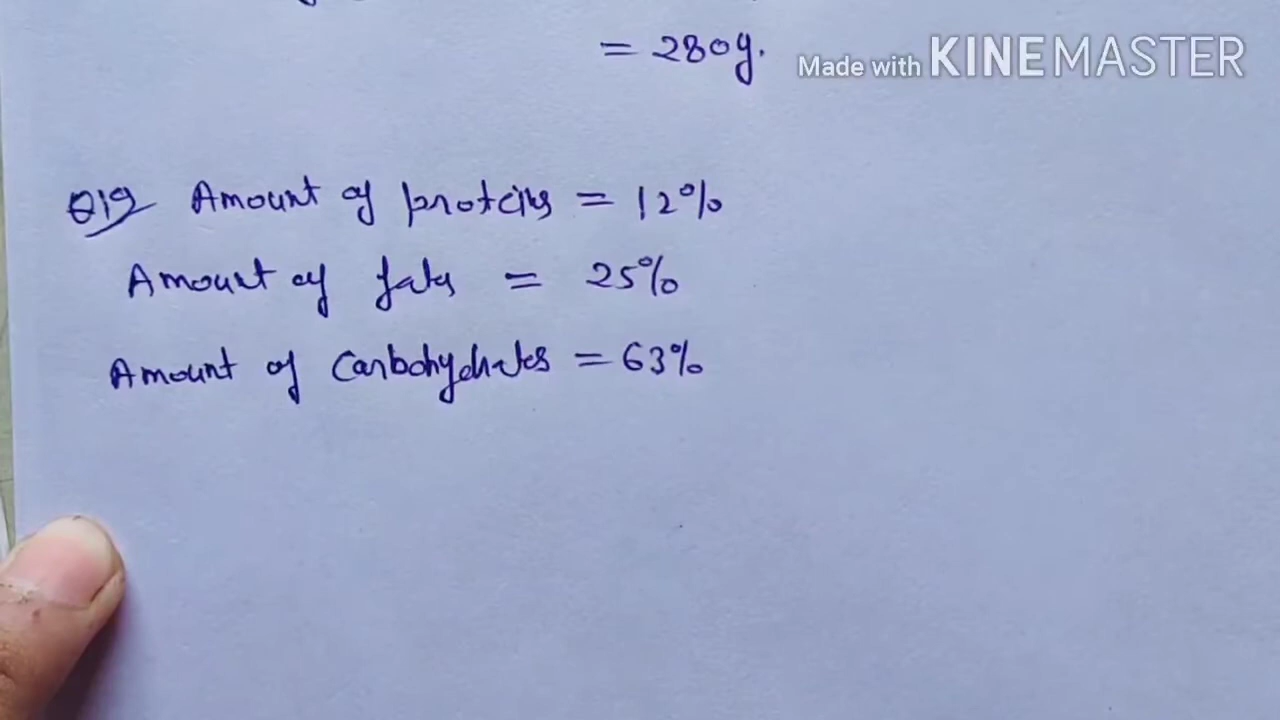 = 280g.
Made with KINEMASTER
Q19 Amount of proteins = 12%
Amount of fats = 25%
Amount of Carbohydrates = 63%